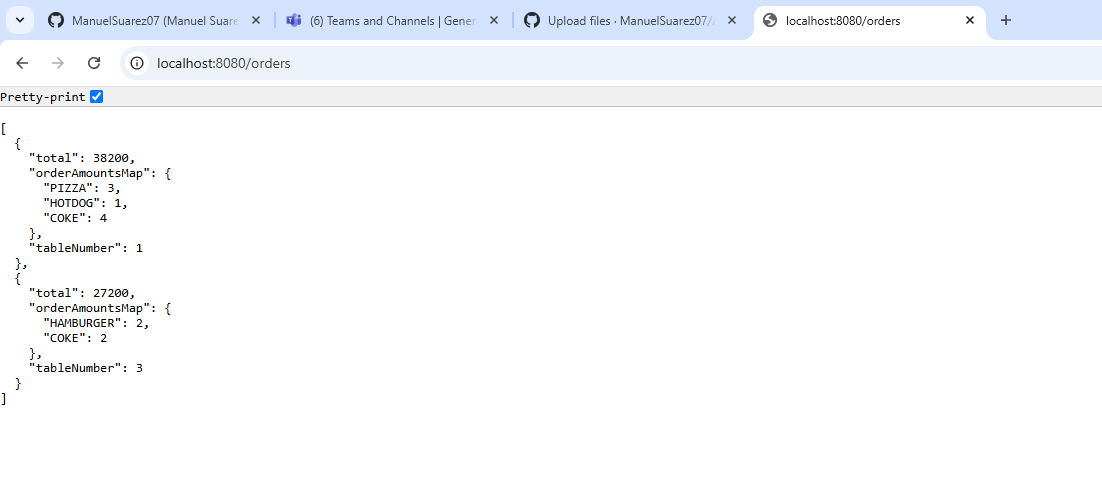 ManuelSuarez07 (Manuel Suare
(6) Teams and Channels | Gener
Upload files · ManuelSuarez07/A
localhost:8080/orders
localhost:8080/orders
Pretty-print
[
  {
    "total": 38200,
    "orderAmountsMap": {
      "PIZZA": 3,
      "HOTDOG": 1,
      "COKE": 4
    },
    "tableNumber": 1
  },
  {
    "total": 27200,
    "orderAmountsMap": {
      "HAMBURGER": 2,
      "COKE": 2
    },
    "tableNumber": 3
  }
]